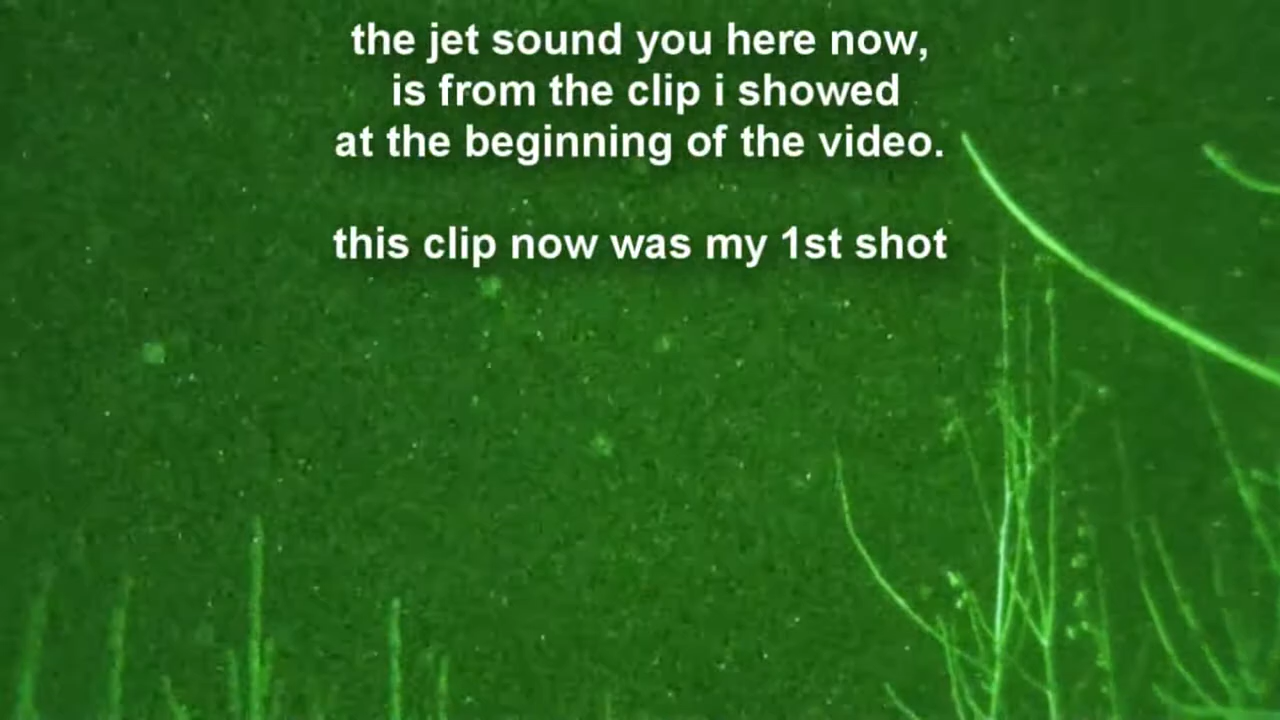 the jet sound you here now,
is from the clip i showed
at the beginning of the video.
this clip now was my 1st shot